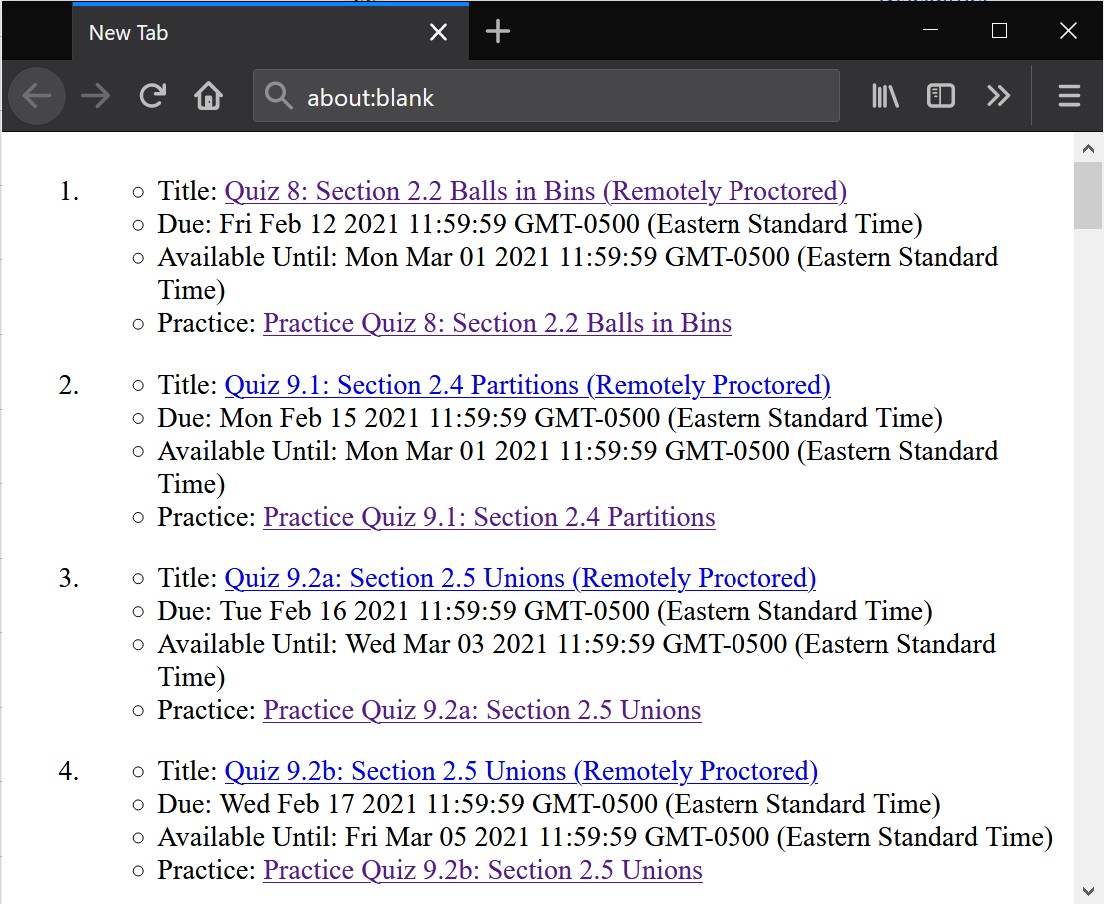 New Tab
about:blank
1.
Title: Quiz 8: Section 2.2 Balls in Bins (Remotely Proctored)
Due: Fri Feb 12 2021 11:59:59 GMT-0500 (Eastern Standard Time)
Available Until: Mon Mar 01 2021 11:59:59 GMT-0500 (Eastern Standard
Time)
Practice: Practice Quiz 8: Section 2.2 Balls in Bins
2.
Title: Quiz 9.1: Section 2.4 Partitions (Remotely Proctored)
Due: Mon Feb 15 2021 11:59:59 GMT-0500 (Eastern Standard Time)
Available Until: Mon Mar 01 2021 11:59:59 GMT-0500 (Eastern Standard
Time)
Practice: Practice Quiz 9.1: Section 2.4 Partitions
3.
Title: Quiz 9.2a: Section 2.5 Unions (Remotely Proctored)
Due: Tue Feb 16 2021 11:59:59 GMT-0500 (Eastern Standard Time)
Available Until: Wed Mar 03 2021 11:59:59 GMT-0500 (Eastern Standard
Time)
Practice: Practice Quiz 9.2a: Section 2.5 Unions
4.
Title: Quiz 9.2b: Section 2.5 Unions (Remotely Proctored)
Due: Wed Feb 17 2021 11:59:59 GMT-0500 (Eastern Standard Time)
Available Until: Fri Mar 05 2021 11:59:59 GMT-0500 (Eastern Standard Time)
Practice: Practice Quiz 9.2b: Section 2.5 Unions